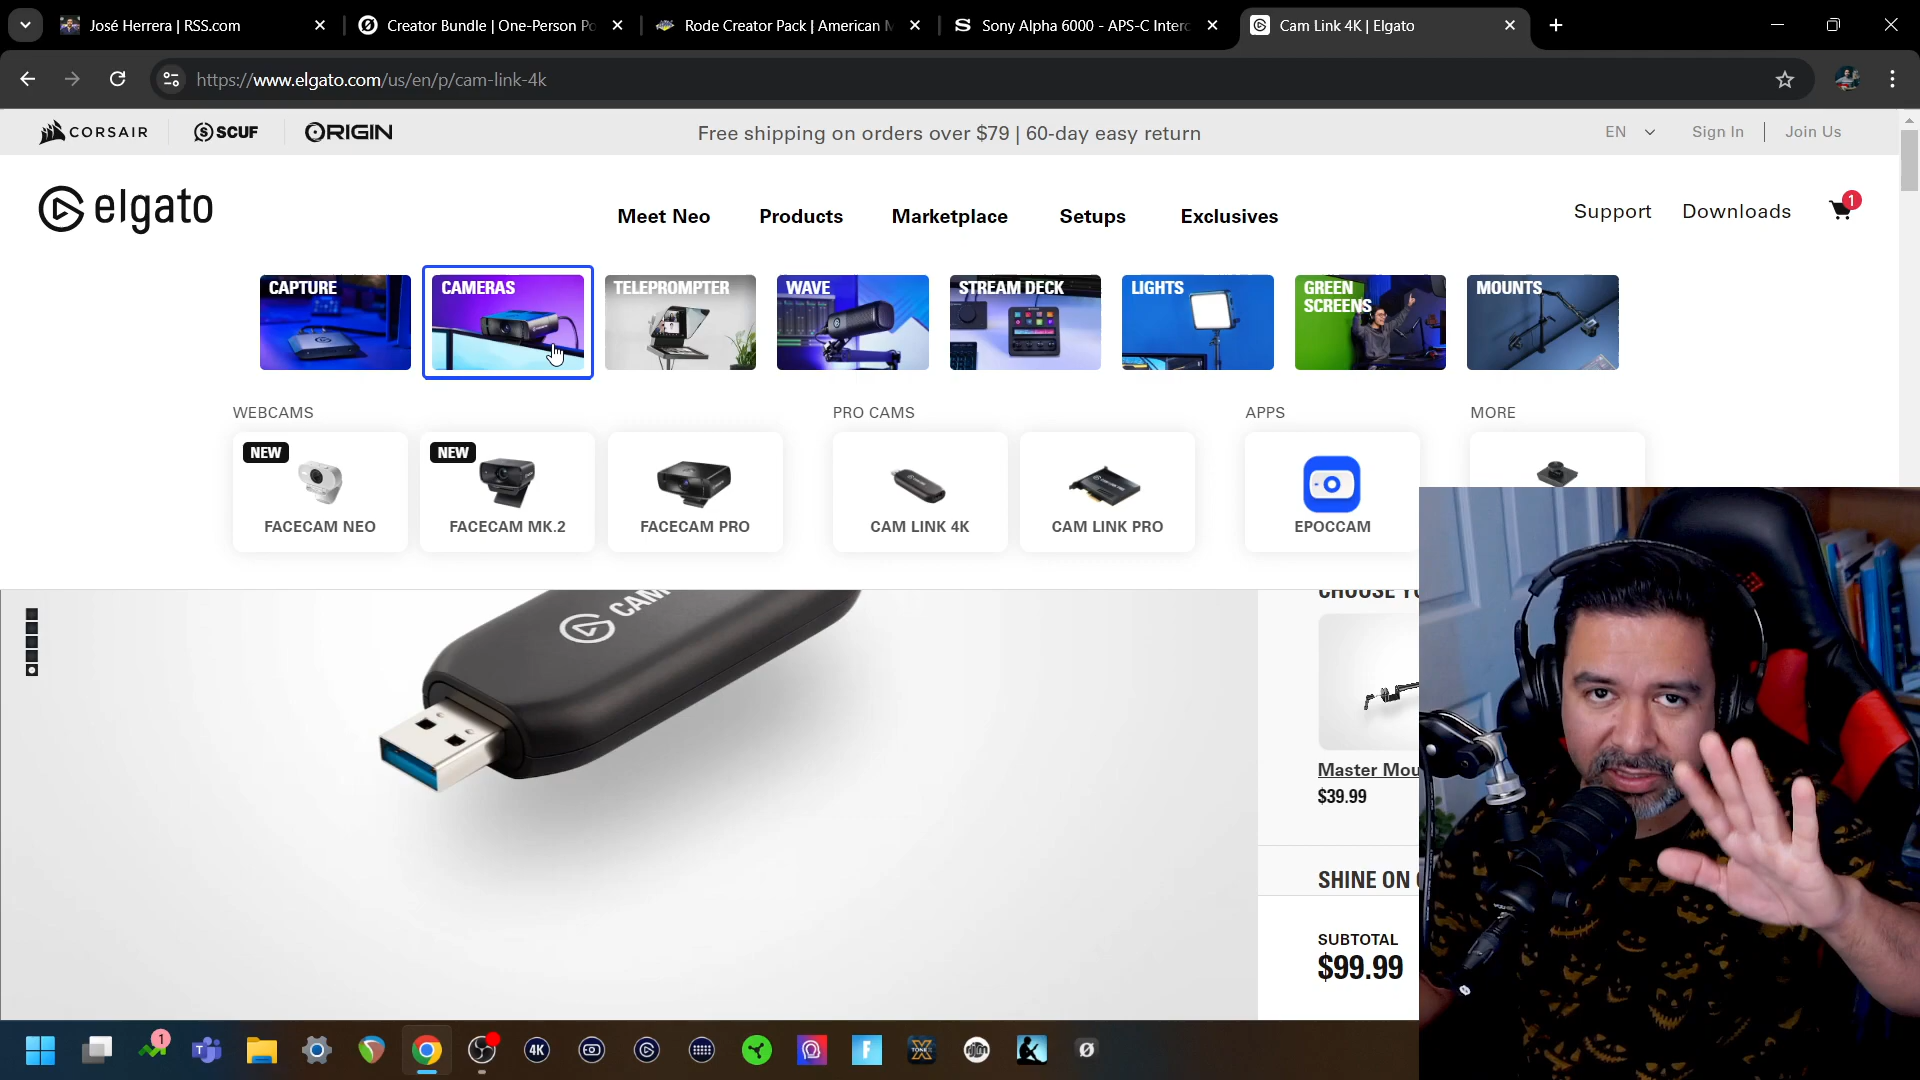 José Herrera | RSS.com
Creator Bundle | One-Person Po
Rode Creator Pack | American M
Sony Alpha 6000 - APS-C Interc
Cam Link 4K | Elgato
https://www.elgato.com/us/en/p/cam-link-4k
CORSAIR
SCUF
ORIGIN
Free shipping on orders over $79 | 60-day easy return
EN
Sign In
Join Us
elgato
Meet Neo
Products
Marketplace
Setups
Exclusives
Support
Downloads
1
CAPTURE
CAMERAS
TELEPROMPTER
WAVE
STREAM DECK
LIGHTS
GREEN
SCREENS
MOUNTS
WEBCAMS
PRO CAMS
APPS
MORE
NEW
FACECAM NEO
NEW
FACECAM MK.2
FACECAM PRO
CAM LINK 4K
CAM LINK PRO
EPOCCAM
CAM
CHOOSE YO
Master Mou
$39.99
SHINE ON
SUBTOTAL
$99.99
1
4K